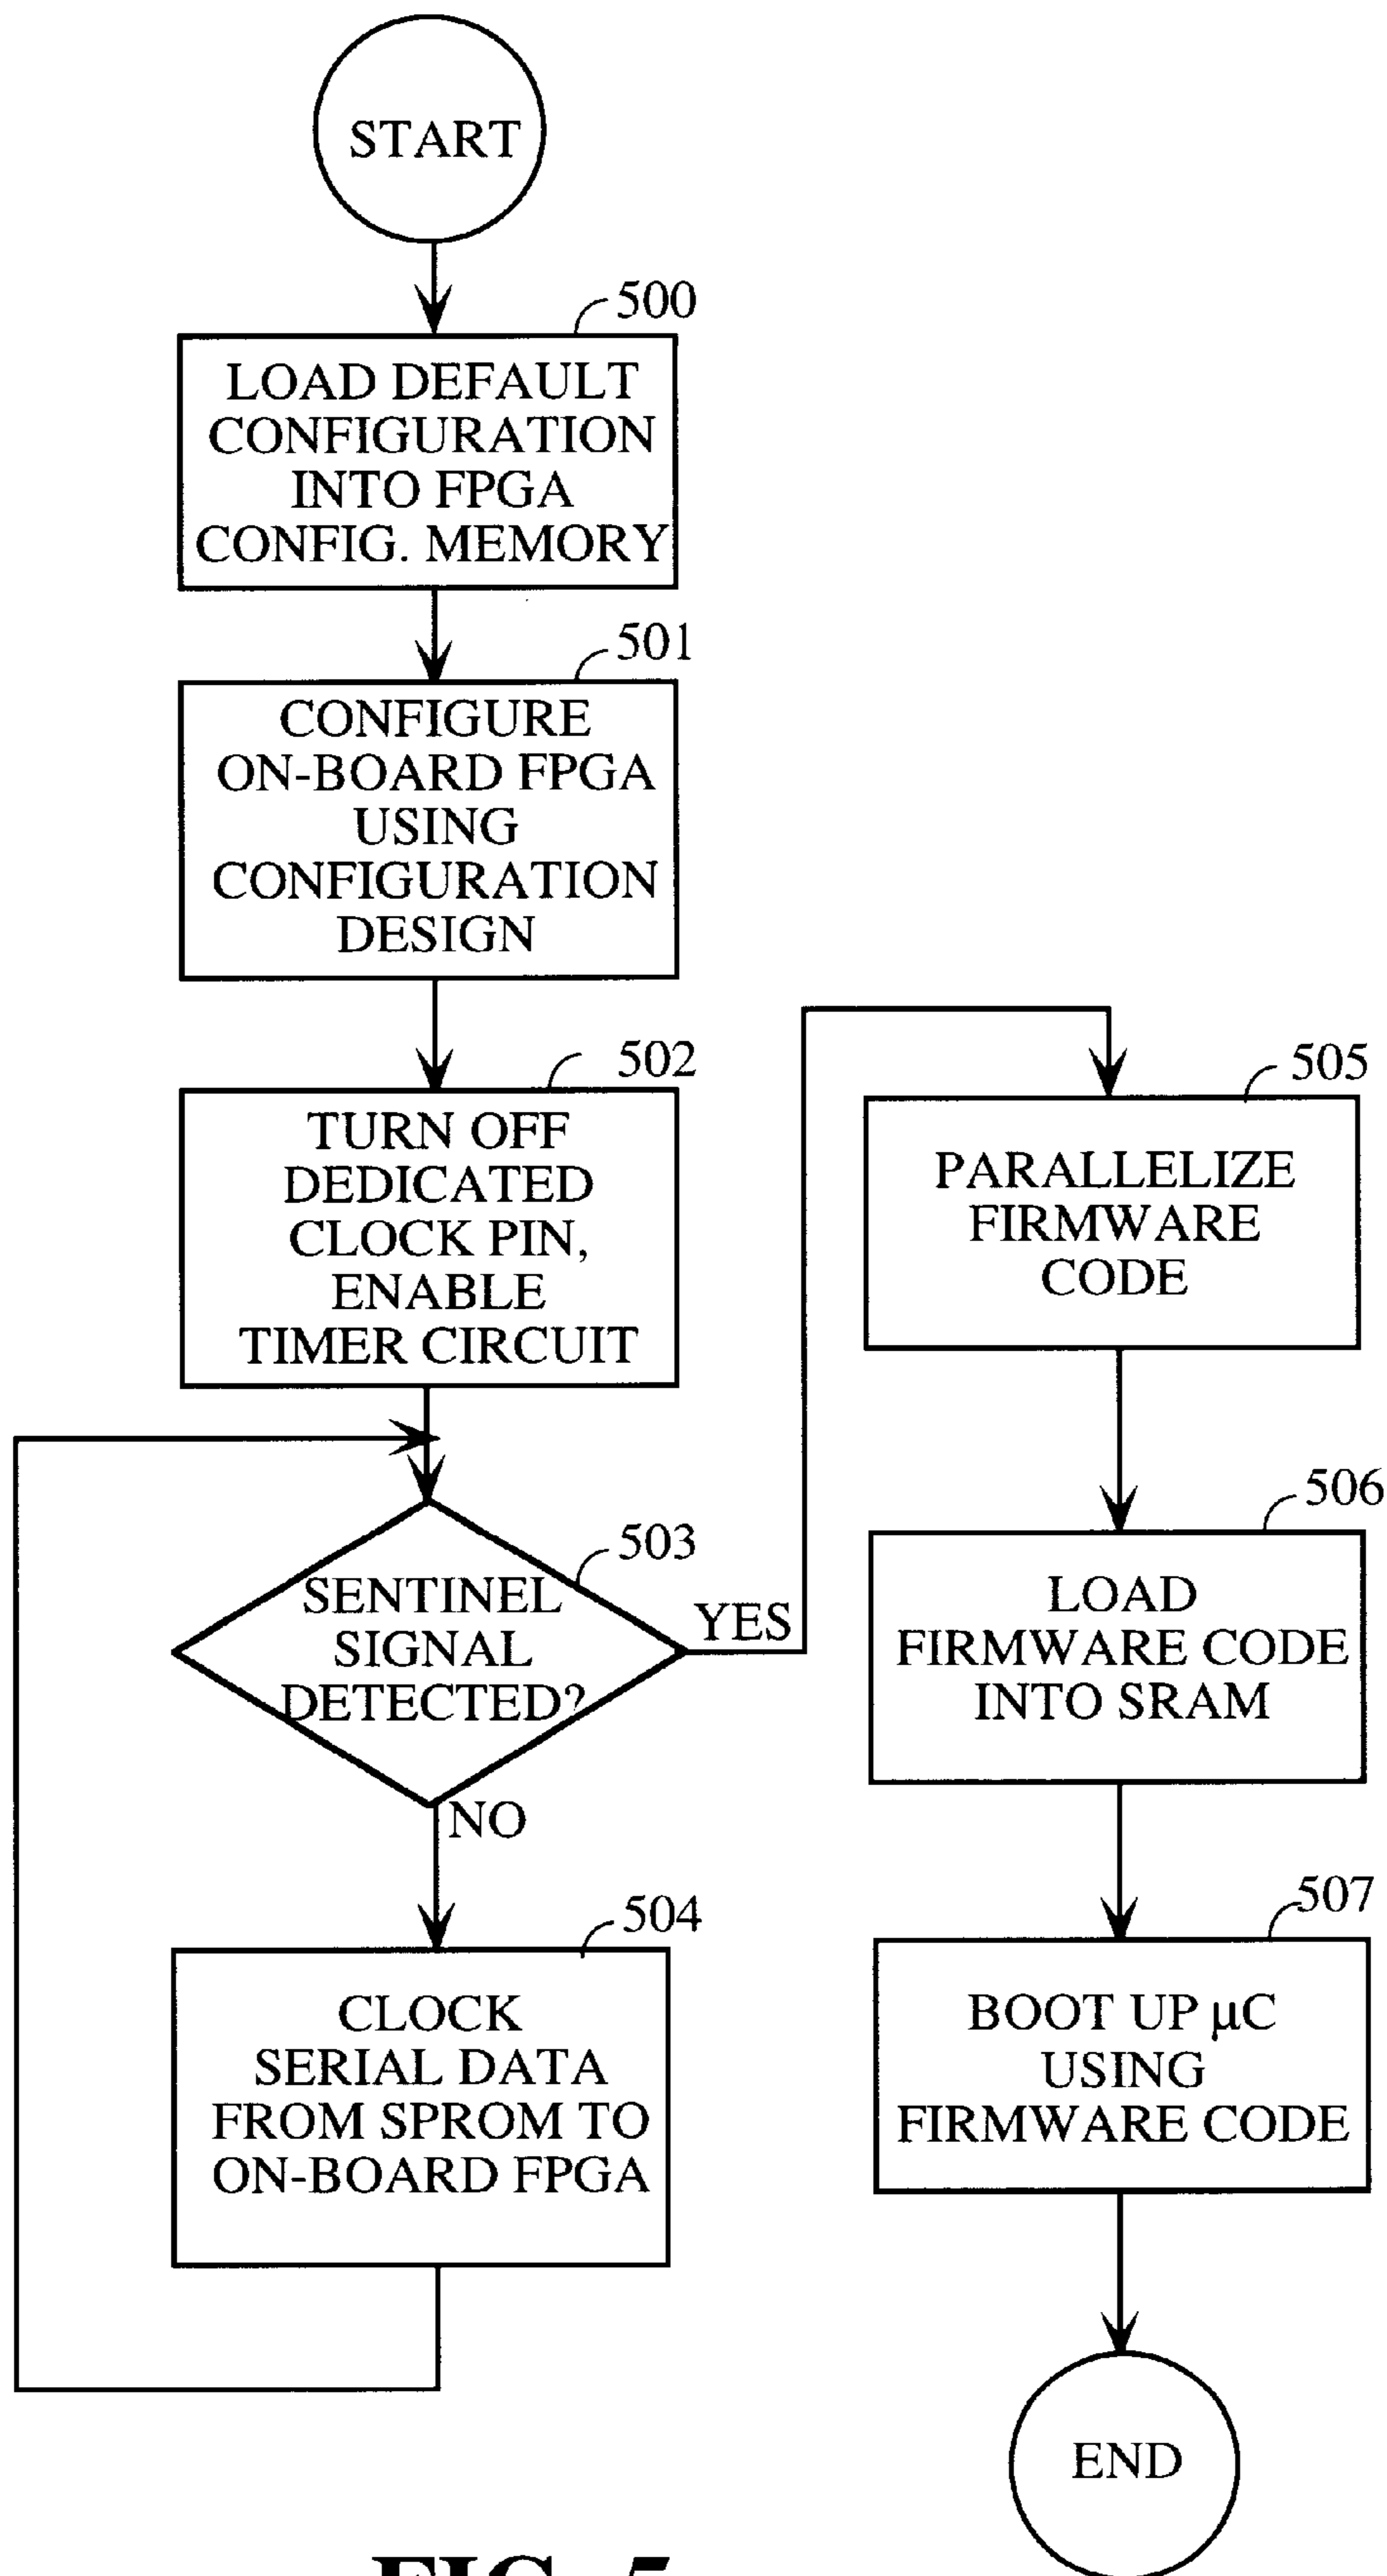 START
500
LOAD DEFAULT
CONFIGURATION
INTO FPGA
CONFIG. MEMORY
501
CONFIGURE
ON-BOARD FPGA
USING
CONFIGURATION
DESIGN
502
TURN OFF
DEDICATED
CLOCK PIN,
ENABLE
TIMER CIRCUIT
503
SENTINEL
SIGNAL
DETECTED?
YES
NO
504
CLOCK
SERIAL DATA
FROM SPROM TO
ON-BOARD FPGA
505
PARALLELIZE
FIRMWARE
CODE
506
LOAD
FIRMWARE CODE
INTO SRAM
507
BOOT UP µC
USING
FIRMWARE CODE
END
FIG. 5